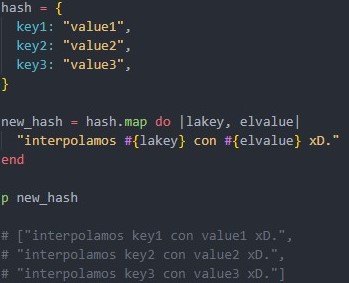 hash = {
  key1: "value1",
  key2: "value2",
  key3: "value3",
}

new_hash = hash.map do |lakey, elvalue|
  "interpolamos #{lakey} con #{elvalue} xD."
end

p new_hash

# ["interpolamos key1 con value1 xD.",
# "interpolamos key2 con value2 xD.",
# "interpolamos key3 con value3 xD."]